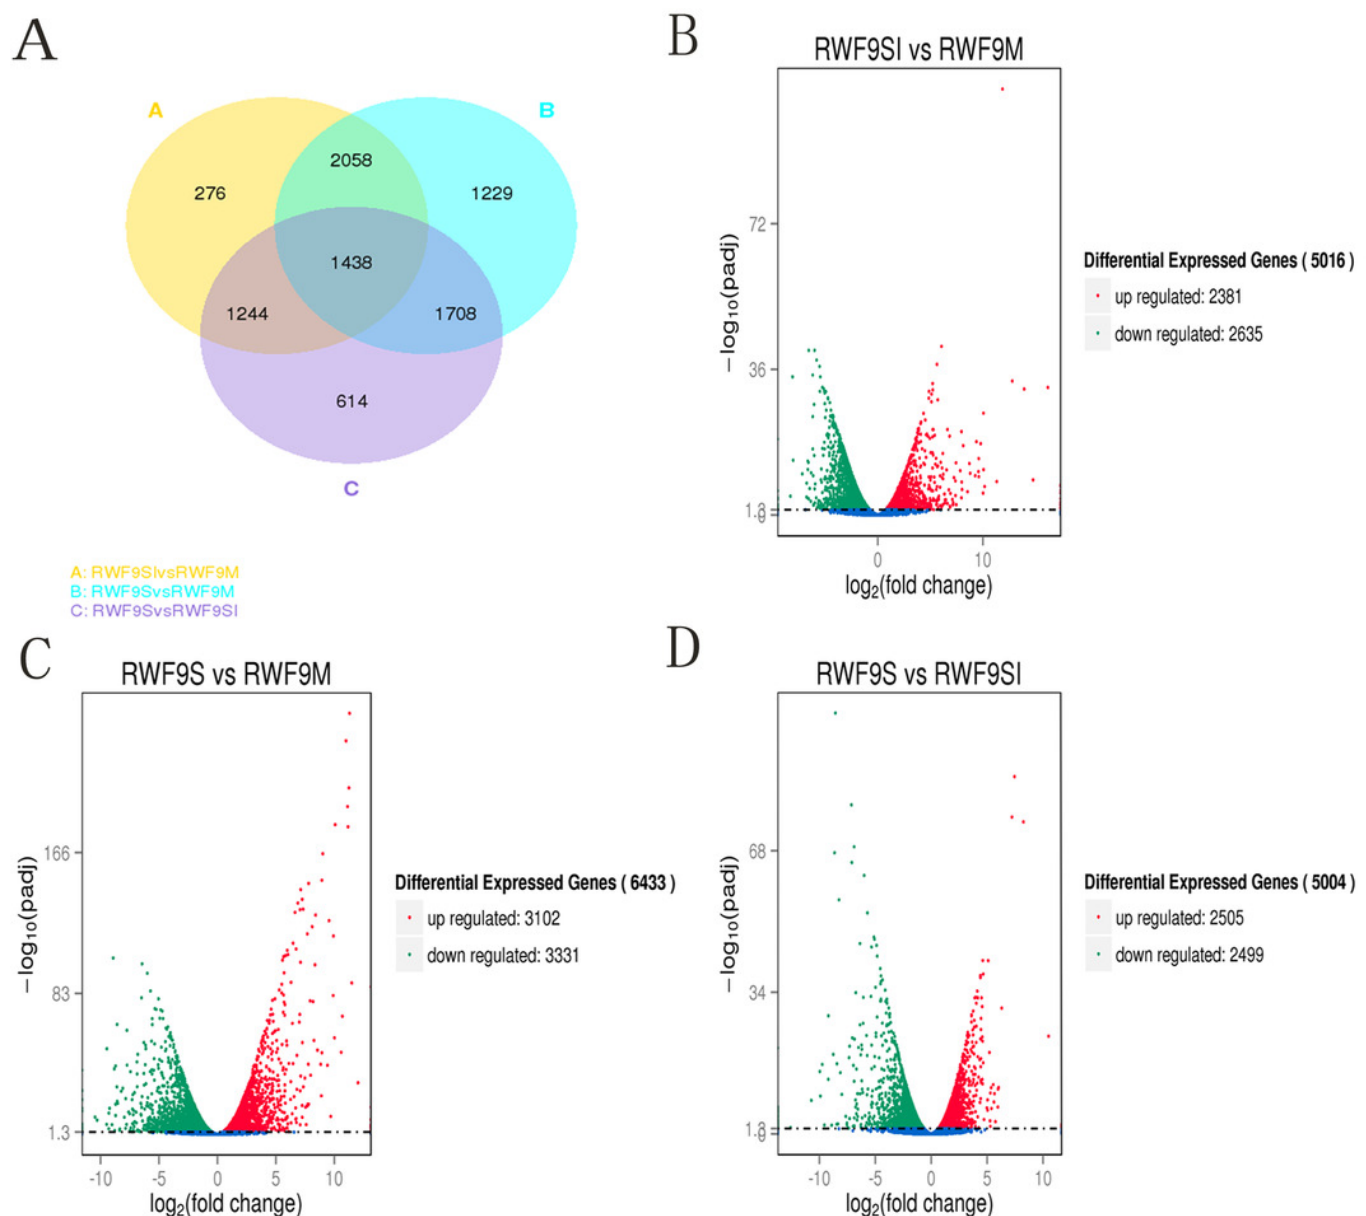 A
A
B
2058
276
1229
1438
1244
1708
614
C
A: RWF9SIvsRWF9M
B: RWF9SvsRWF9M
C: RWF9SvsRWF9SI
B
RWF9SI vs RWF9M
−log10(padj)
72
36
1.8
0
0 10
log2(fold change)
Differential Expressed Genes ( 5016 )
up regulated: 2381
down regulated: 2635
C
RWF9S vs RWF9M
−log10(padj)
166
83
1.3
-10 -5 0 5 10
log2(fold change)
Differential Expressed Genes ( 6433 )
up regulated: 3102
down regulated: 3331
D
RWF9S vs RWF9SI
−log10(padj)
68
34
1.8
0
-10 -5 0 5 10
log2(fold change)
Differential Expressed Genes ( 5004 )
up regulated: 2505
down regulated: 2499